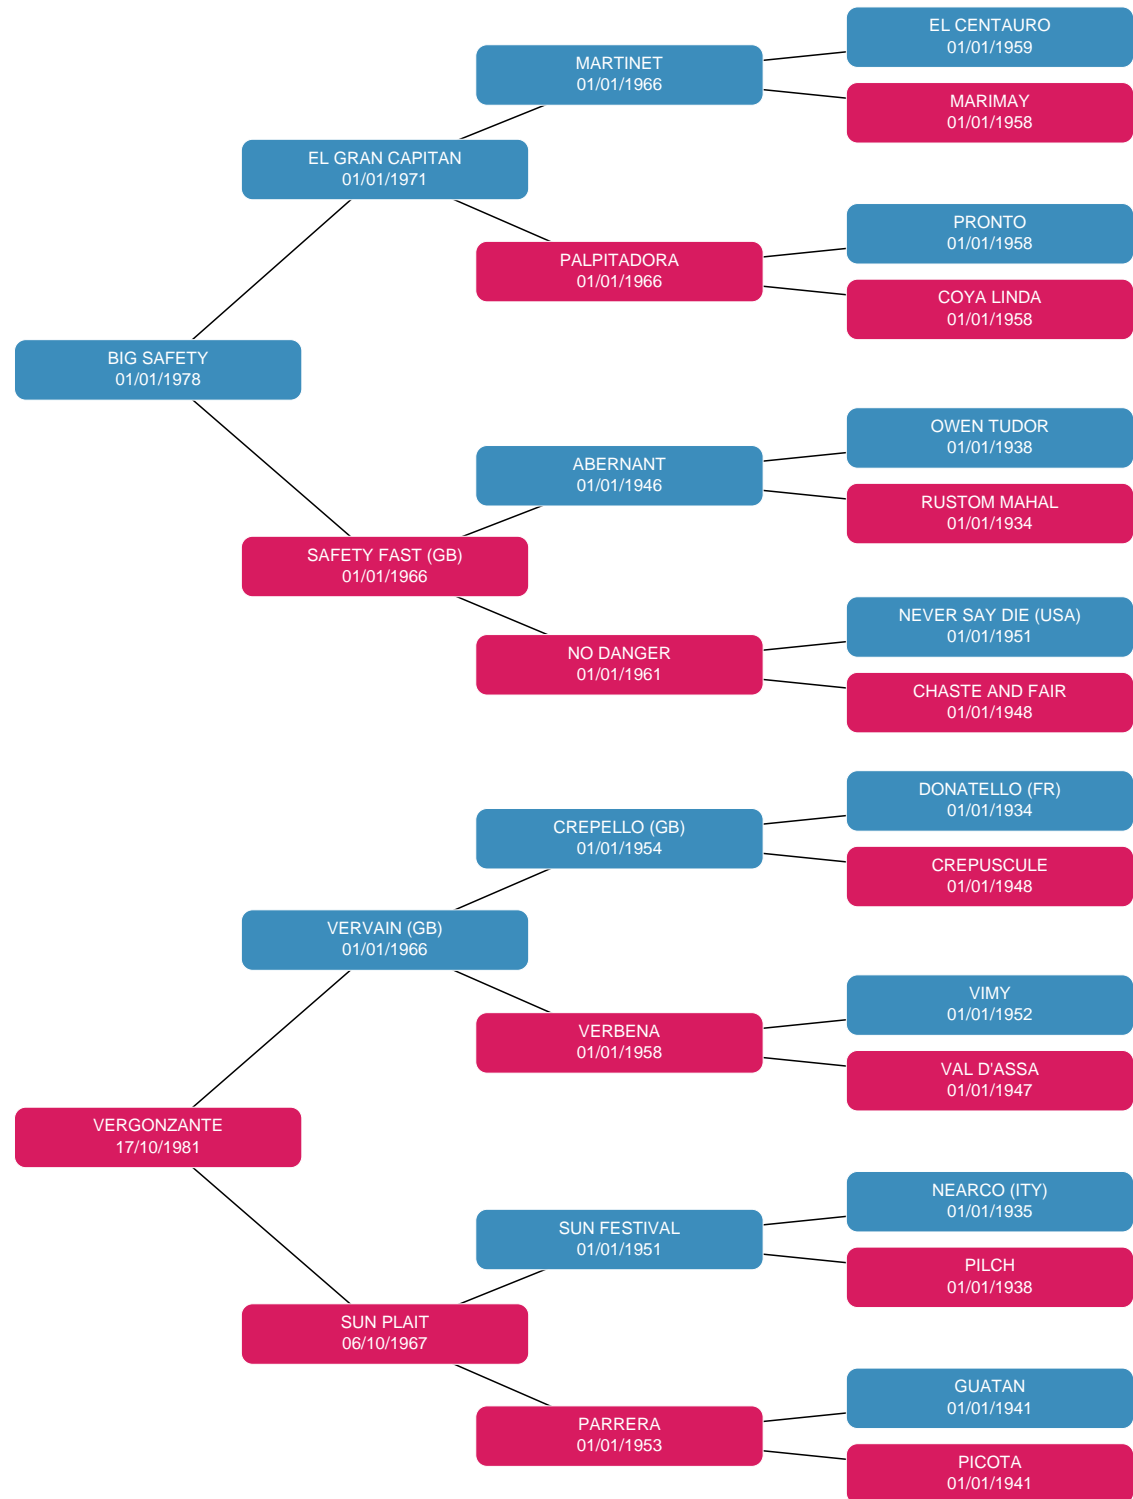 EL CENTAURO
01/01/1959
MARTINET
01/01/1966
MARIMAY
01/01/1958
EL GRAN CAPITAN
01/01/1971
PRONTO
01/01/1958
PALPITADORA
01/01/1966
COYA LINDA
01/01/1958
BIG SAFETY
01/01/1978
OWEN TUDOR
01/01/1938
ABERNANT
01/01/1946
RUSTOM MAHAL
01/01/1934
SAFETY FAST (GB)
01/01/1966
NEVER SAY DIE (USA)
01/01/1951
NO DANGER
01/01/1961
CHASTE AND FAIR
01/01/1948
DONATELLO (FR)
01/01/1934
CREPELLO (GB)
01/01/1954
CREPUSCULE
01/01/1948
VERVAIN (GB)
01/01/1966
VIMY
01/01/1952
VERBENA
01/01/1958
VAL D'ASSA
01/01/1947
VERGONZANTE
17/10/1981
NEARCO (ITY)
01/01/1935
SUN FESTIVAL
01/01/1951
PILCH
01/01/1938
SUN PLAIT
06/10/1967
GUATAN
01/01/1941
PARRERA
01/01/1953
PICOTA
01/01/1941